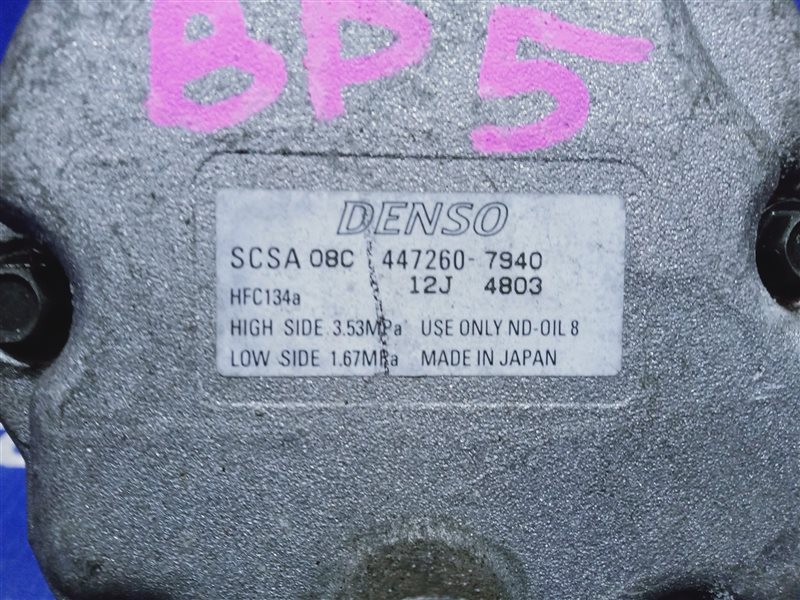 BP5
DENSO
SCSA 08C 447260-7940
12J 4803
HFC134a
HIGH SIDE 3.53MPa USE ONLY ND-OIL 8
LOW SIDE 1.67MPa MADE IN JAPAN